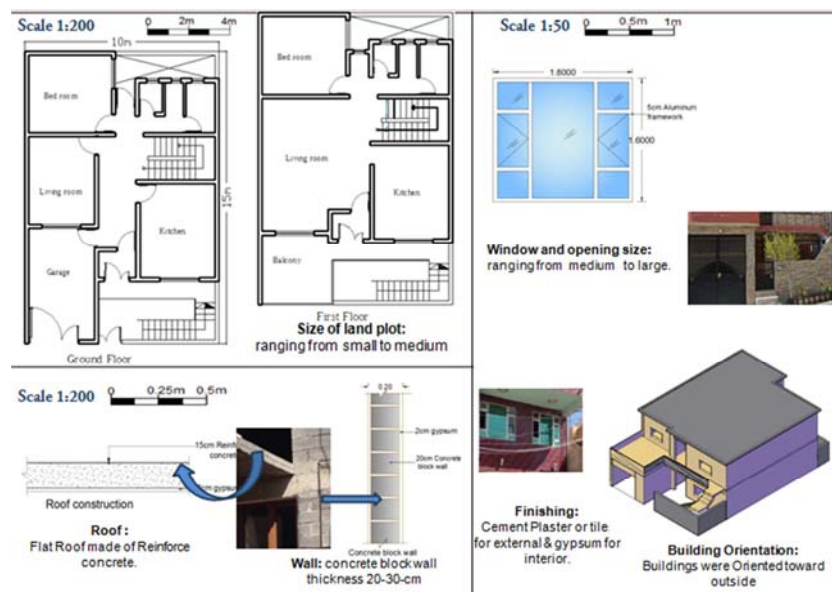 Scale 1:200
0 2m 4m
10m
15m
Bed room
Living room
Kitchen
Garage
Ground Floor
Bed room
Living room
Kitchen
Balcony
First Floor
Size of land plot:
ranging from small to medium
Scale 1:50
0 0.5m 1m
1.8000
5cm Aluminum
framework
1.6000
Window and opening size:
ranging from medium to large.
Scale 1:200
0 0.25m 0.5m
15cm Reinf
concret
cm gypsu
Roof construction
Roof :
Flat Roof made of Reinforce
concrete.
0.20
2cm gypsum
20cm Concrete
block wall
Concrete block wall
Wall: concrete block wall
thickness 20-30-cm
Finishing:
Cement Plaster or tile
for external & gypsum for
interior.
Building Orientation:
Buildings were Oriented toward
outside